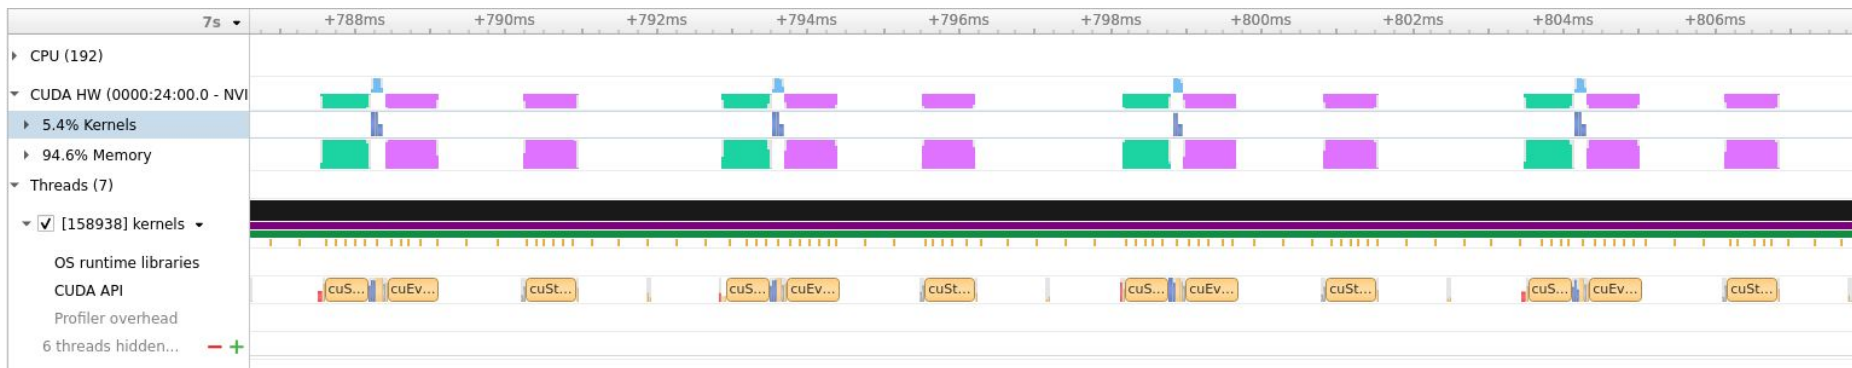 7s +788ms +790ms +792ms +794ms +796ms +798ms +800ms +802ms +804ms +806ms
CPU (192)
CUDA HW (0000:24:00.0 - NVI
5.4% Kernels
94.6% Memory
Threads (7)
[158938] kernels
OS runtime libraries
CUDA API cuS... cuEv... cuSt... cuS... cuEv... cuSt... cuS... cuEv... cuSt... cuS... cuEv... cuSt...
Profiler overhead
6 threads hidden...